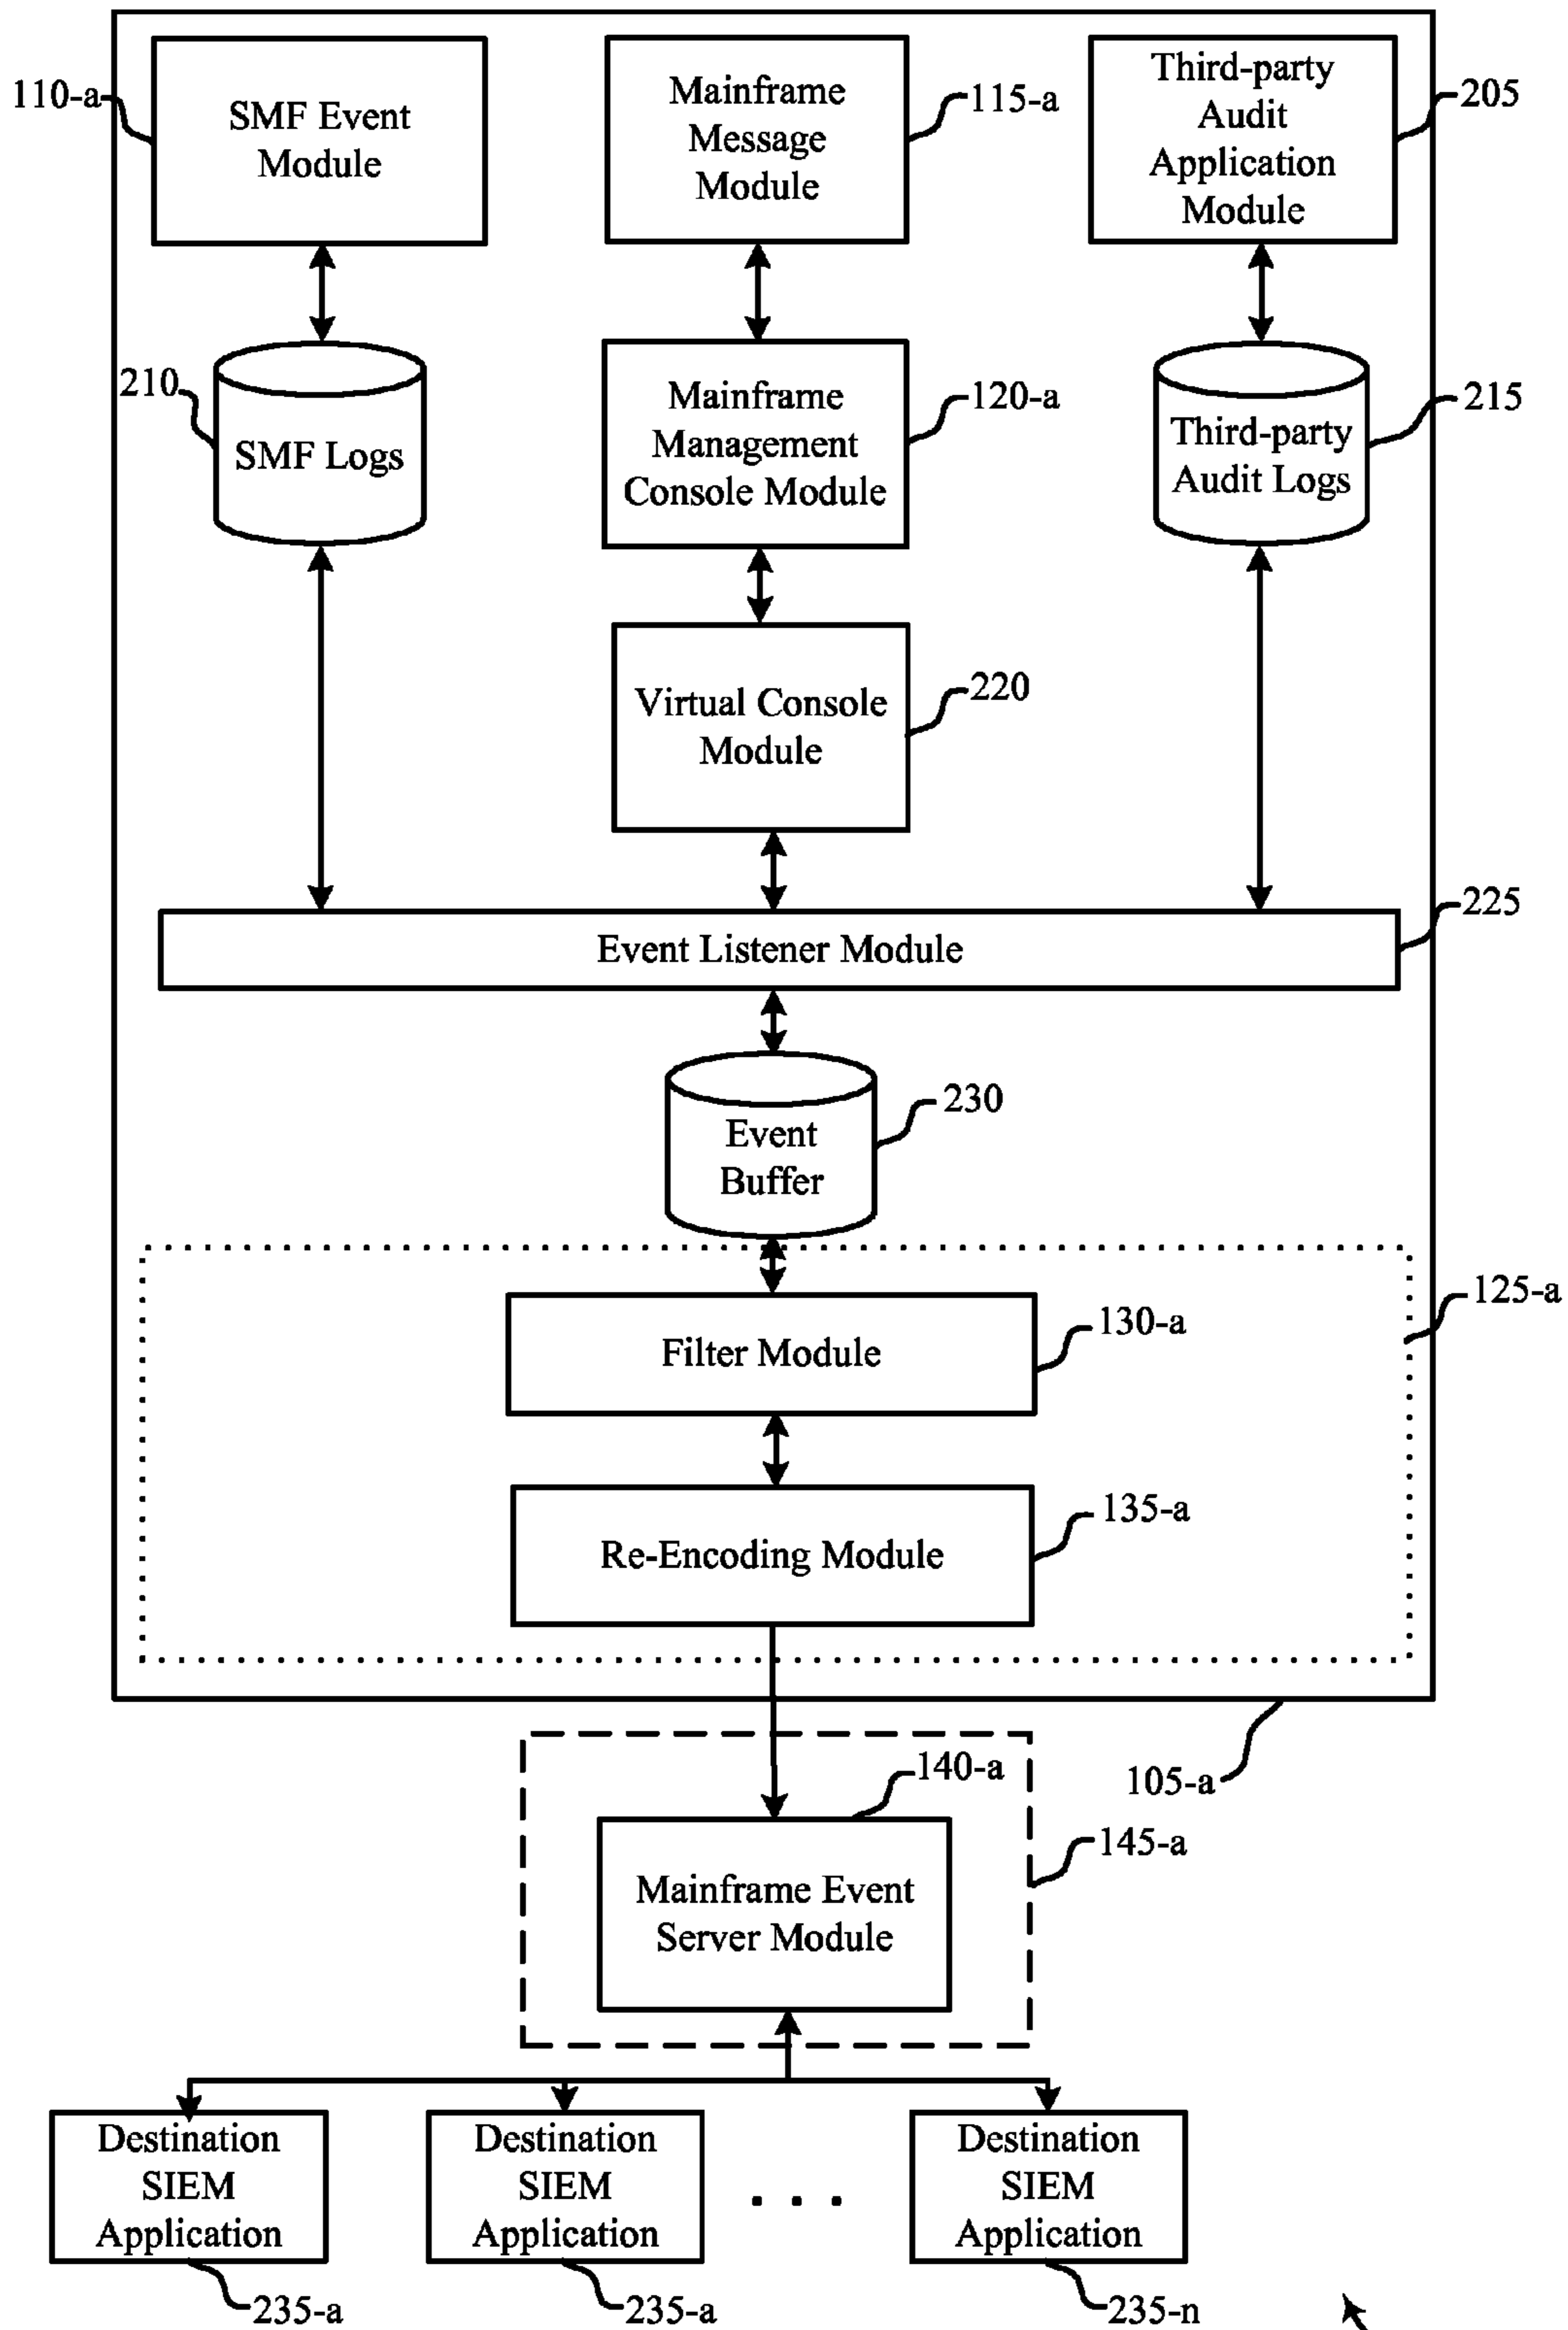 110-a
SMF Event
Module
Mainframe
Message
Module
115-a
Third-party
Audit
Application
Module
205
210
SMF Logs
Mainframe
Management
Console Module
120-a
Third-party
Audit Logs
215
Virtual Console
Module
220
Event Listener Module
225
Event
Buffer
230
125-a
Filter Module
130-a
Re-Encoding Module
135-a
105-a
140-a
145-a
Mainframe Event
Server Module
Destination
SIEM
Application
235-a
Destination
SIEM
Application
235-a
. . .
Destination
SIEM
Application
235-n